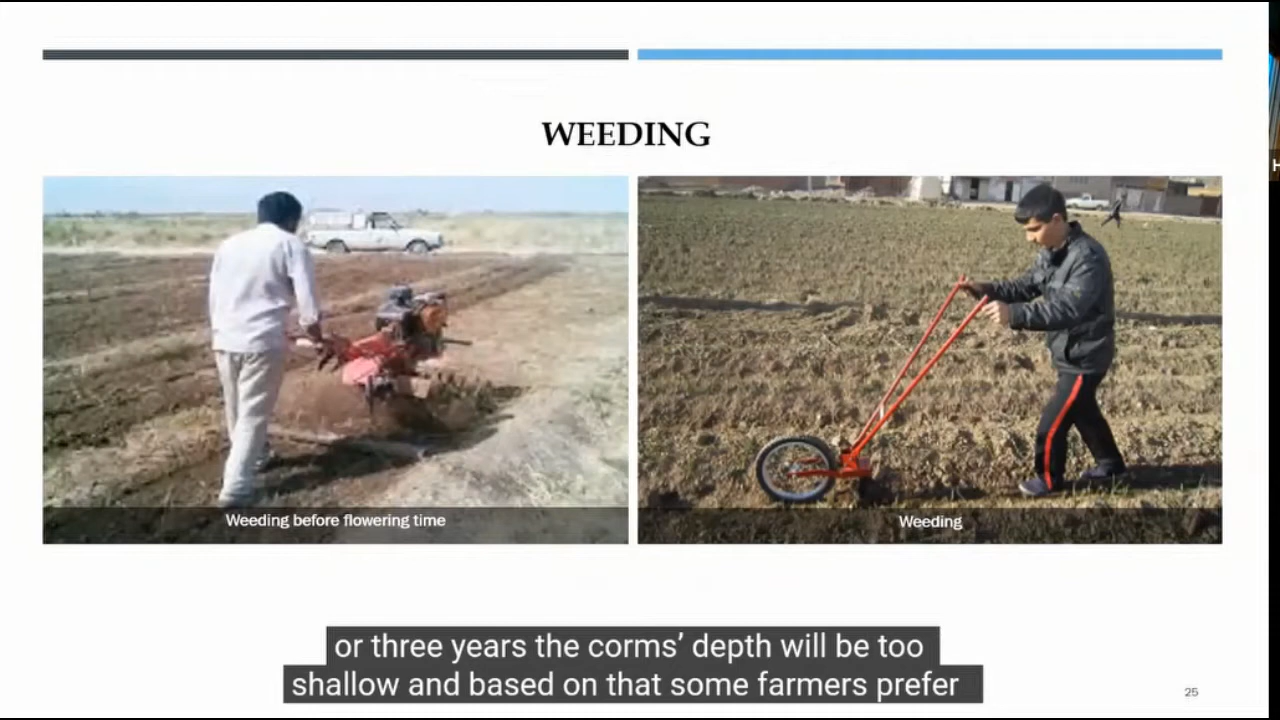 WEEDING
Weeding before flowering time
Weeding
or three years the corms’ depth will be too
shallow and based on that some farmers prefer
25
H